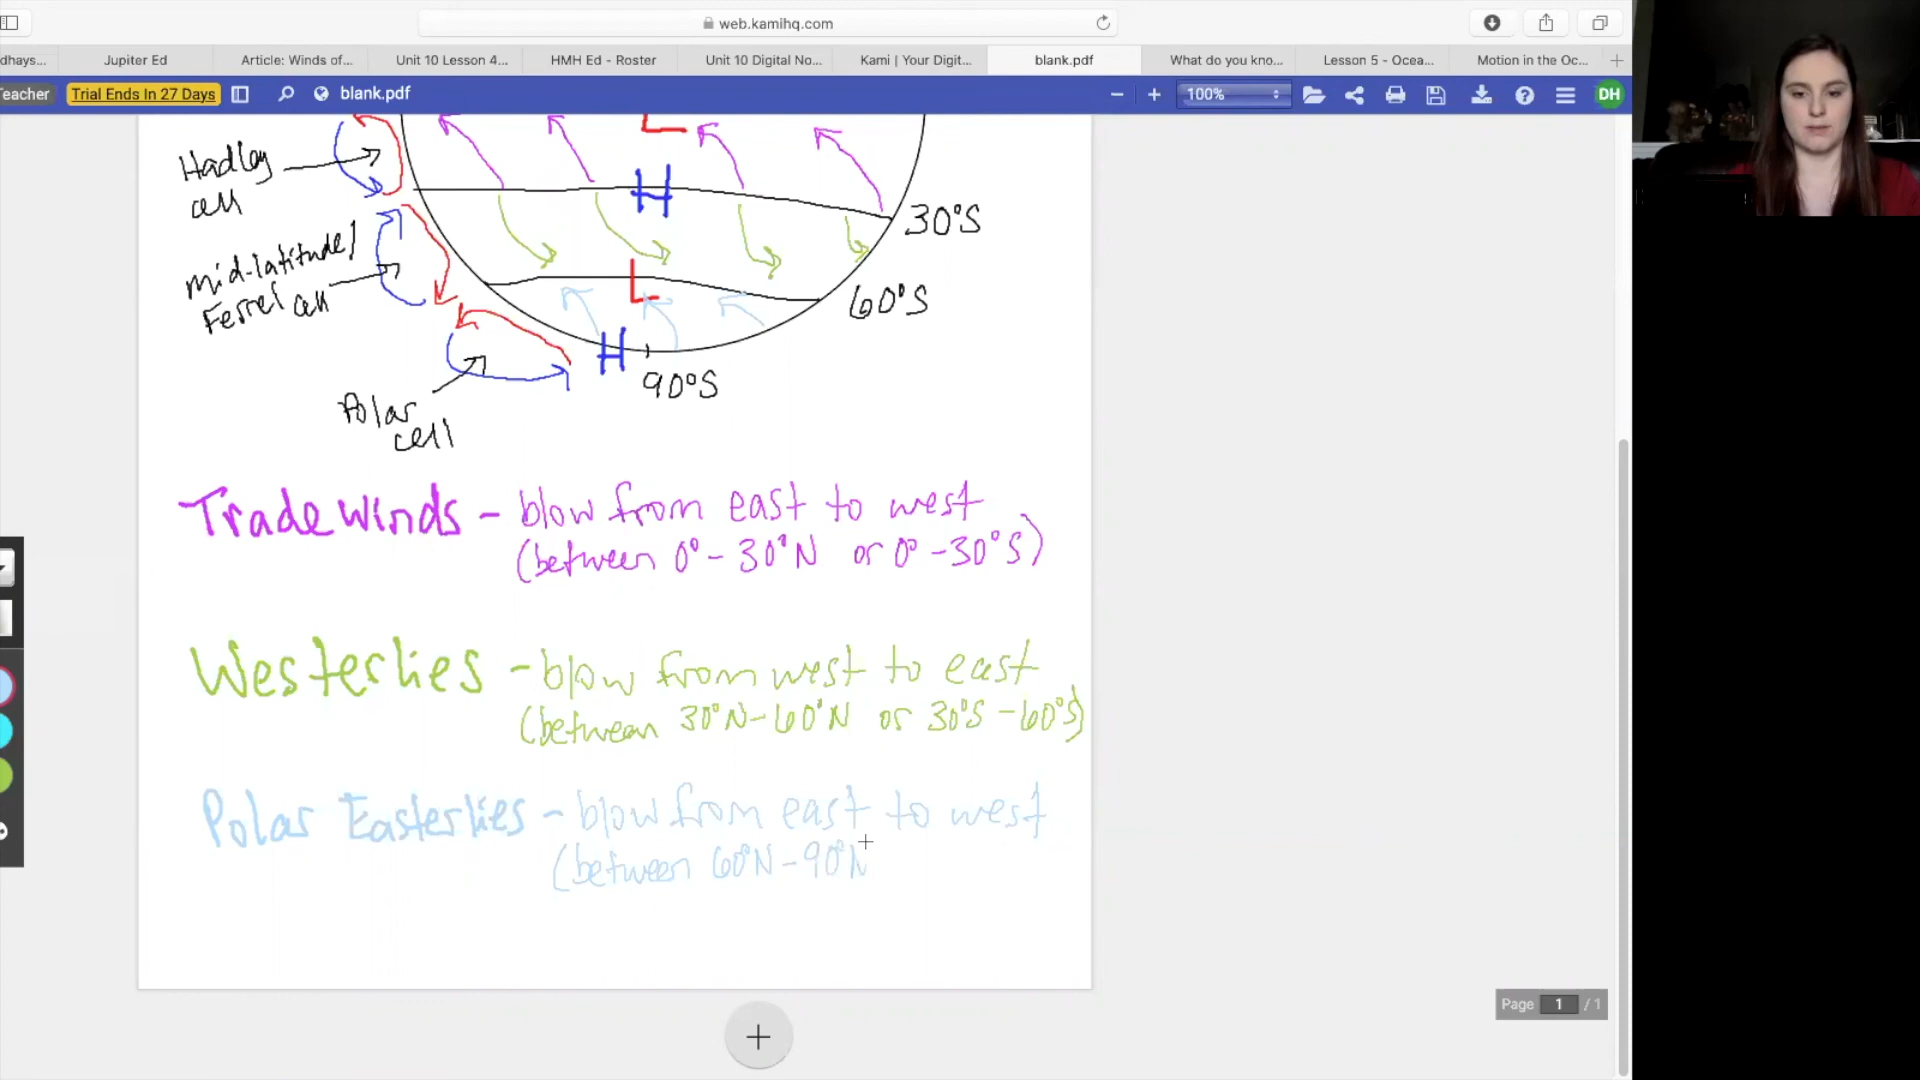 web.kamihq.com
dhays...
Jupiter Ed
Article: Winds of...
Unit 10 Lesson 4...
HMH Ed - Roster
Unit 10 Digital No...
Kami | Your Digit...
blank.pdf
What do you kno...
Lesson 5 - Ocea...
Motion in the Oc...
Teacher
Trial Ends In 27 Days
blank.pdf
100%
DH
L
Hadley
cell
H
30°S
mid-latitude/
Ferrel cell
L
60°S
H
90°S
Polar
cell
Trade winds - blow from east to west
(between 0° - 30°N or 0° - 30°S)
Westerlies - blow from west to east
(between 30°N - 60°N or 30°S - 60°S)
Polar Easterlies - blow from east to west
(between 60°N - 90°N
Page 1 / 1